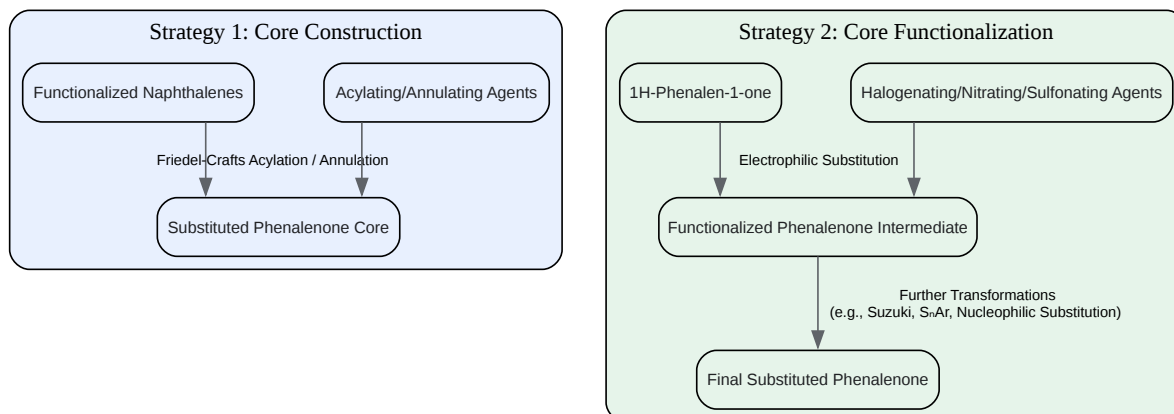 Strategy 1: Core Construction
Functionalized Naphthalenes
Acylating/Annulating Agents
Friedel-Crafts Acylation / Annulation
Substituted Phenalenone Core
Strategy 2: Core Functionalization
1H-Phenalen-1-one
Halogenating/Nitrating/Sulfonating Agents
Electrophilic Substitution
Functionalized Phenalenone Intermediate
Further Transformations
(e.g., Suzuki, SₙAr, Nucleophilic Substitution)
Final Substituted Phenalenone